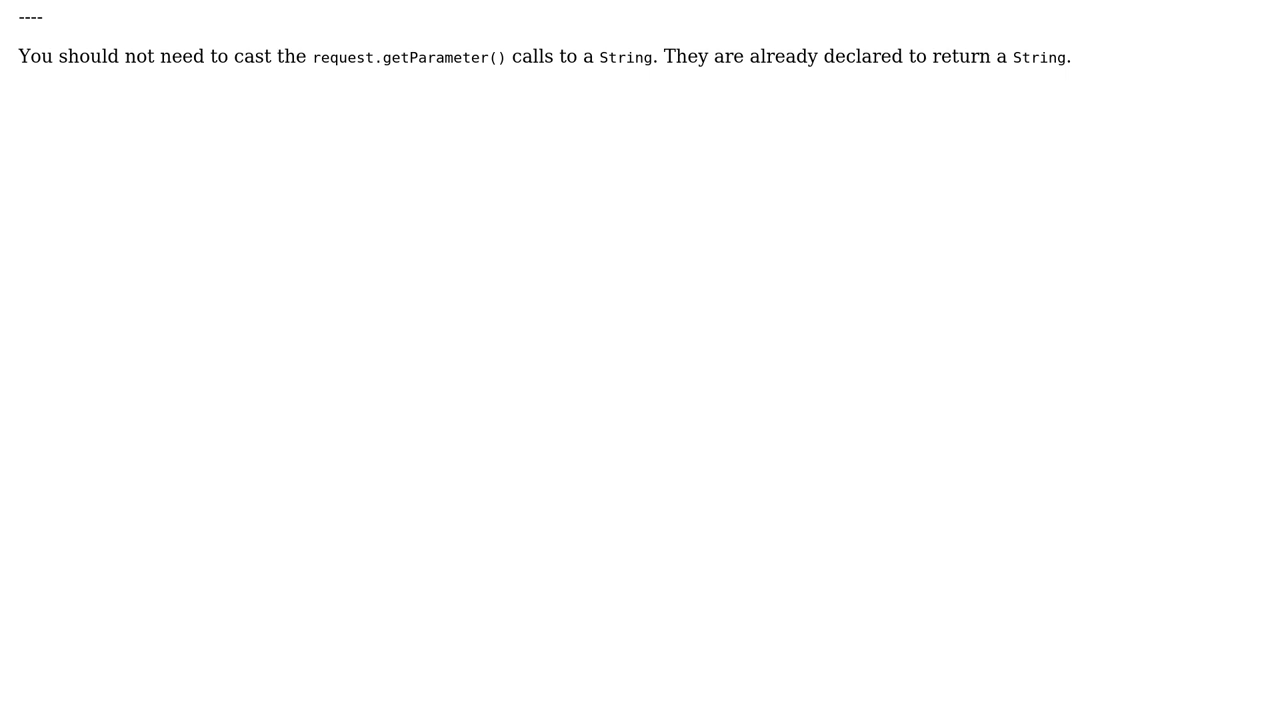 ----
You should not need to cast the request.getParameter() calls to a String. They are already declared to return a String.